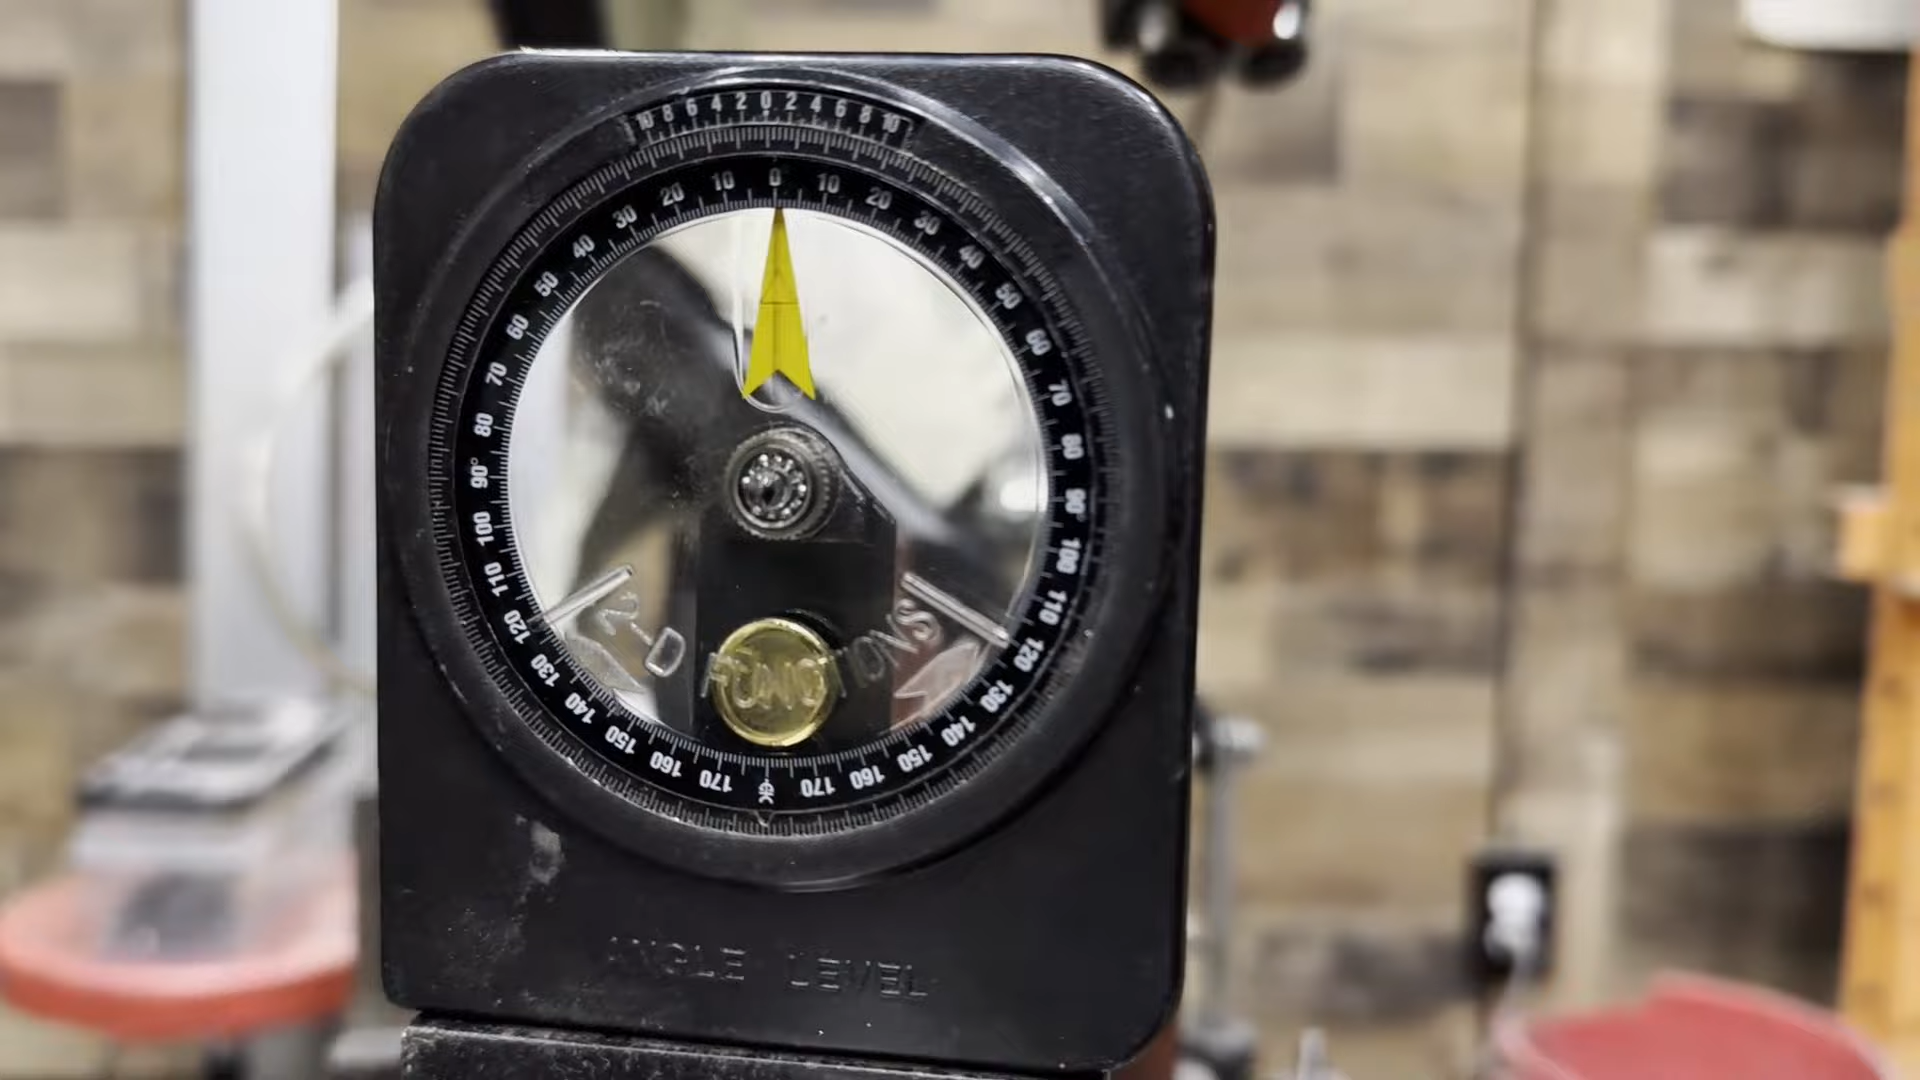 10 8 6 4 2 0 2 4 6 8 10
0° 10 20 30 40 50 60 70 80 90° 100 110 120 130 140 150 160 170
170 160 150 140 130 120 110 100 90° 80 70 60 50 40 30 20 10
2-D FUNCTIONS
ANGLE LEVEL